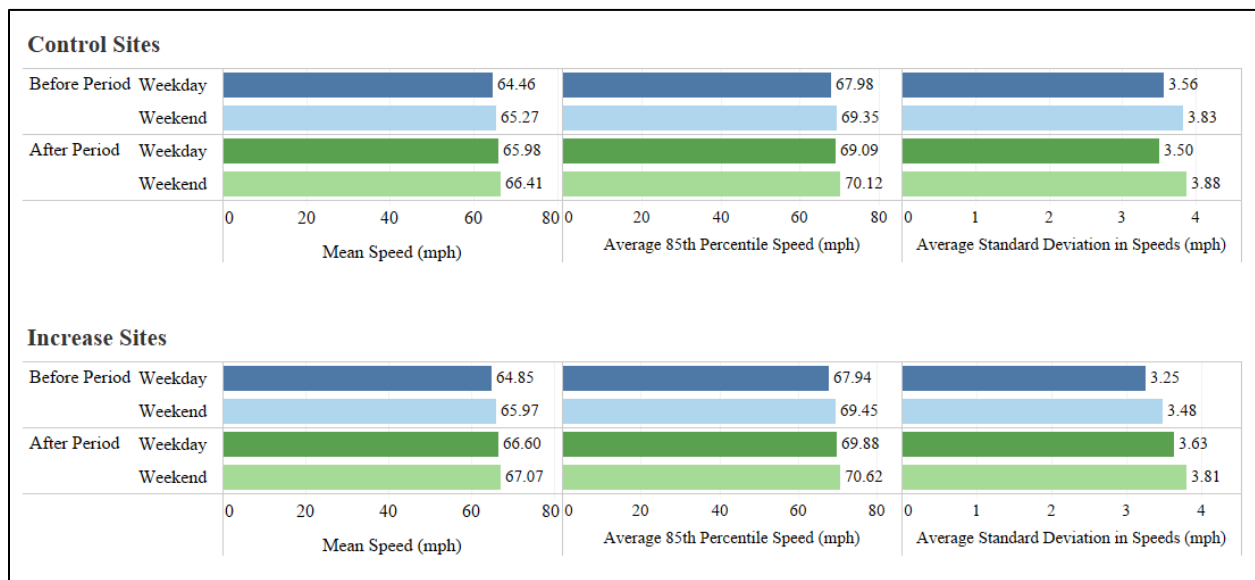 Control Sites
Before Period Weekday 64.46 67.98 3.56
Weekend 65.27 69.35 3.83
After Period Weekday 65.98 69.09 3.50
Weekend 66.41 70.12 3.88
0 20 40 60 80 0 20 40 60 80 0 1 2 3 4
Mean Speed (mph) Average 85th Percentile Speed (mph) Average Standard Deviation in Speeds (mph)
Increase Sites
Before Period Weekday 64.85 67.94 3.25
Weekend 65.97 69.45 3.48
After Period Weekday 66.60 69.88 3.63
Weekend 67.07 70.62 3.81
0 20 40 60 80 0 20 40 60 80 0 1 2 3 4
Mean Speed (mph) Average 85th Percentile Speed (mph) Average Standard Deviation in Speeds (mph)